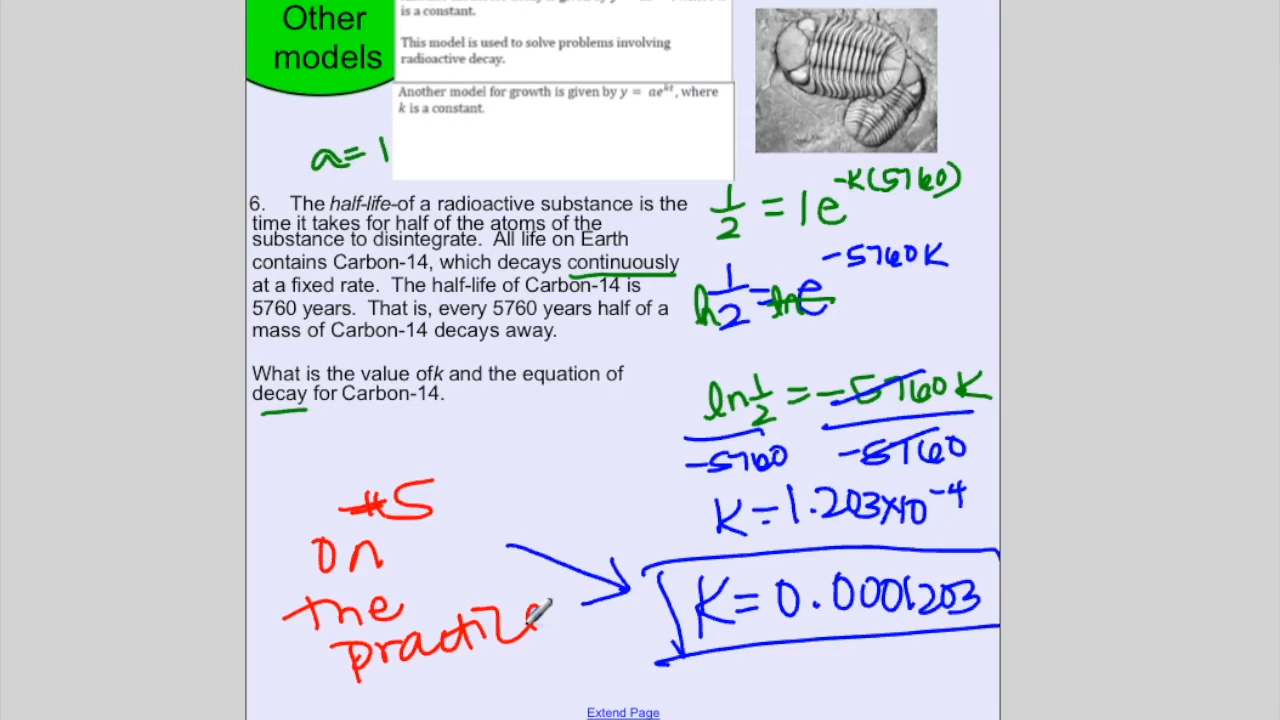 Other
models
is a constant.
This model is used to solve problems involving
radioactive decay.
Another model for growth is given by y = ae^{kt}, where
k is a constant.
a = 1
6. The half-life-of a radioactive substance is the
time it takes for half of the atoms of the
substance to disintegrate. All life on Earth
contains Carbon-14, which decays continuously
at a fixed rate. The half-life of Carbon-14 is
5760 years. That is, every 5760 years half of a
mass of Carbon-14 decays away.
What is the value of k and the equation of
decay for Carbon-14.
1/2 = 1e^{-K(5760)}
ln 1/2 = ln e^{-5760K}
ln 1/2 = -5760K
-5760 -5760
K = 1.203x10^{-4}
K = 0.0001203
#5
on
the
practize
Extend Page